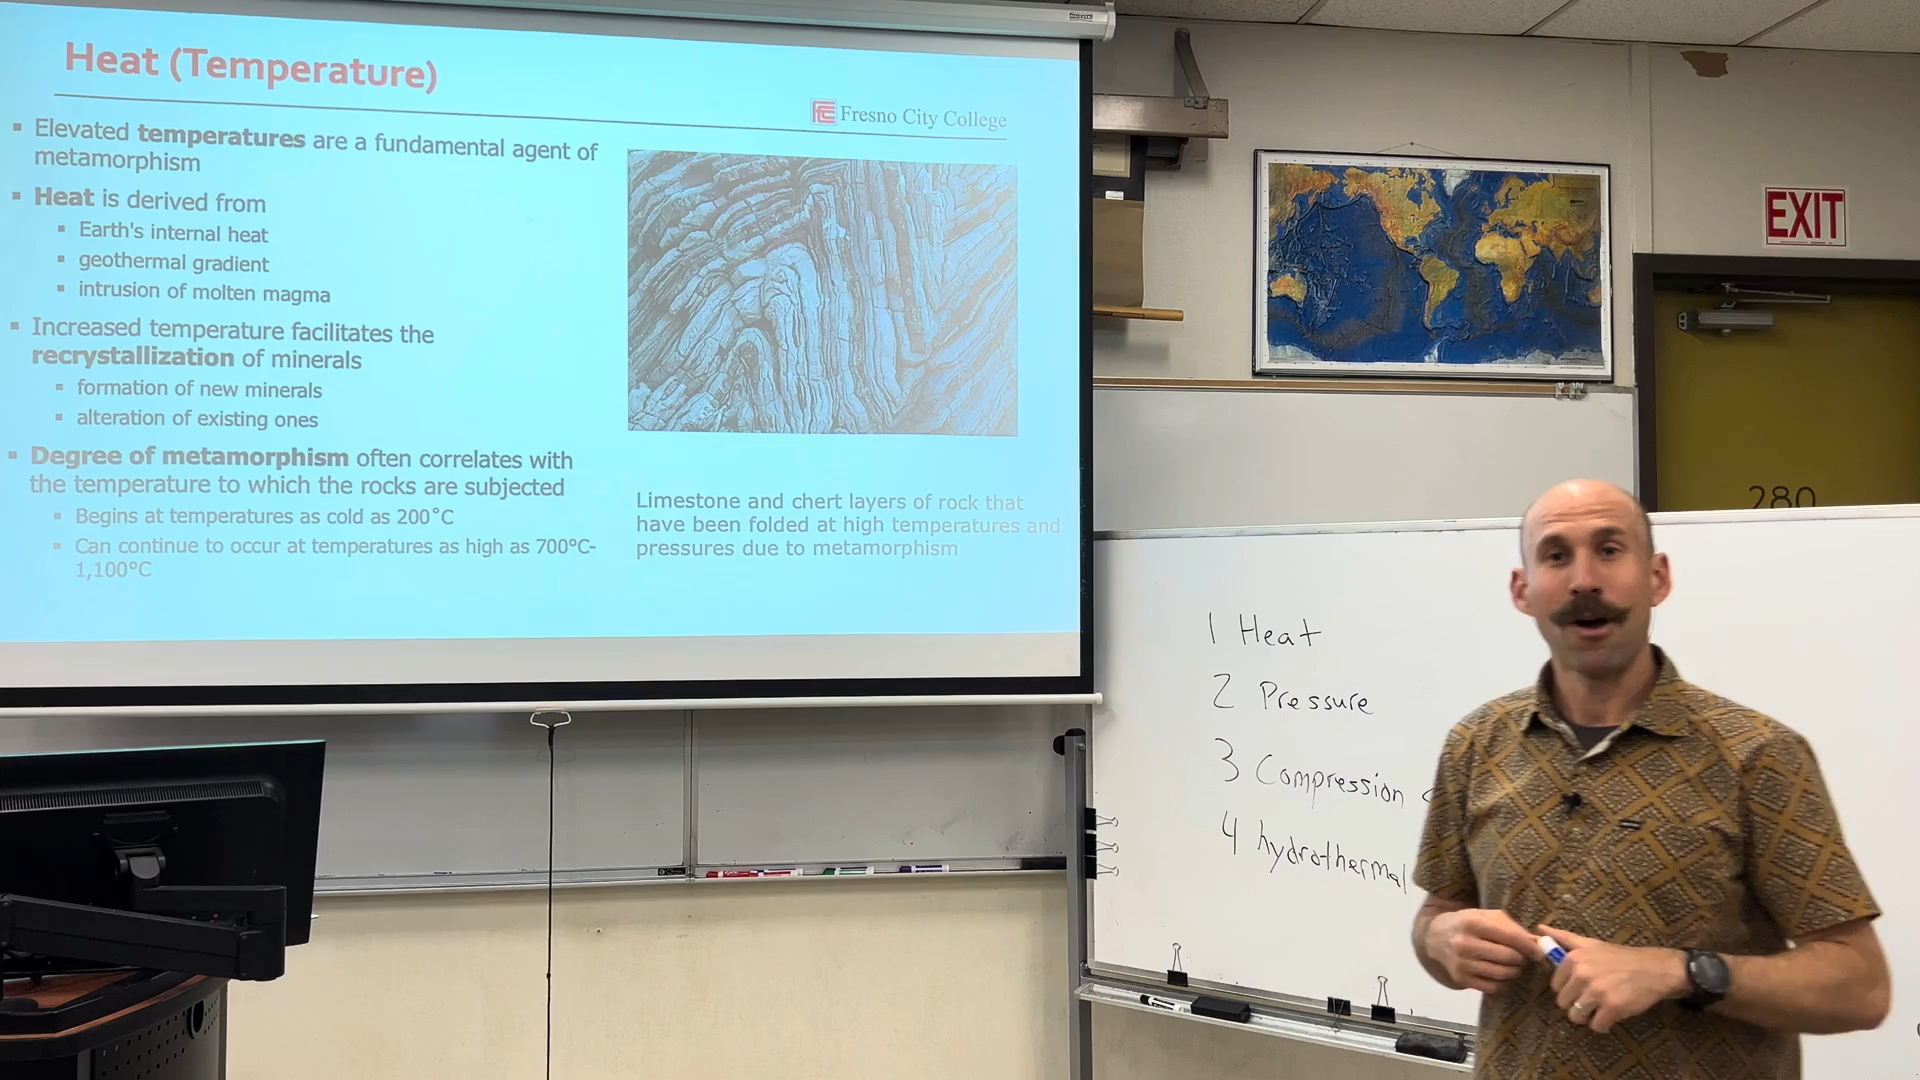 Heat (Temperature)
Fresno City College
▪ Elevated temperatures are a fundamental agent of
metamorphism
▪ Heat is derived from
▪ Earth's internal heat
▪ geothermal gradient
▪ intrusion of molten magma
▪ Increased temperature facilitates the
recrystallization of minerals
▪ formation of new minerals
▪ alteration of existing ones
▪ Degree of metamorphism often correlates with
the temperature to which the rocks are subjected
▪ Begins at temperatures as cold as 200°C
▪ Can continue to occur at temperatures as high as 700°C-
1,100°C
Limestone and chert layers of rock that
have been folded at high temperatures and
pressures due to metamorphism
EXIT
280
1 Heat
2 Pressure
3 Compression
4 hydrothermal